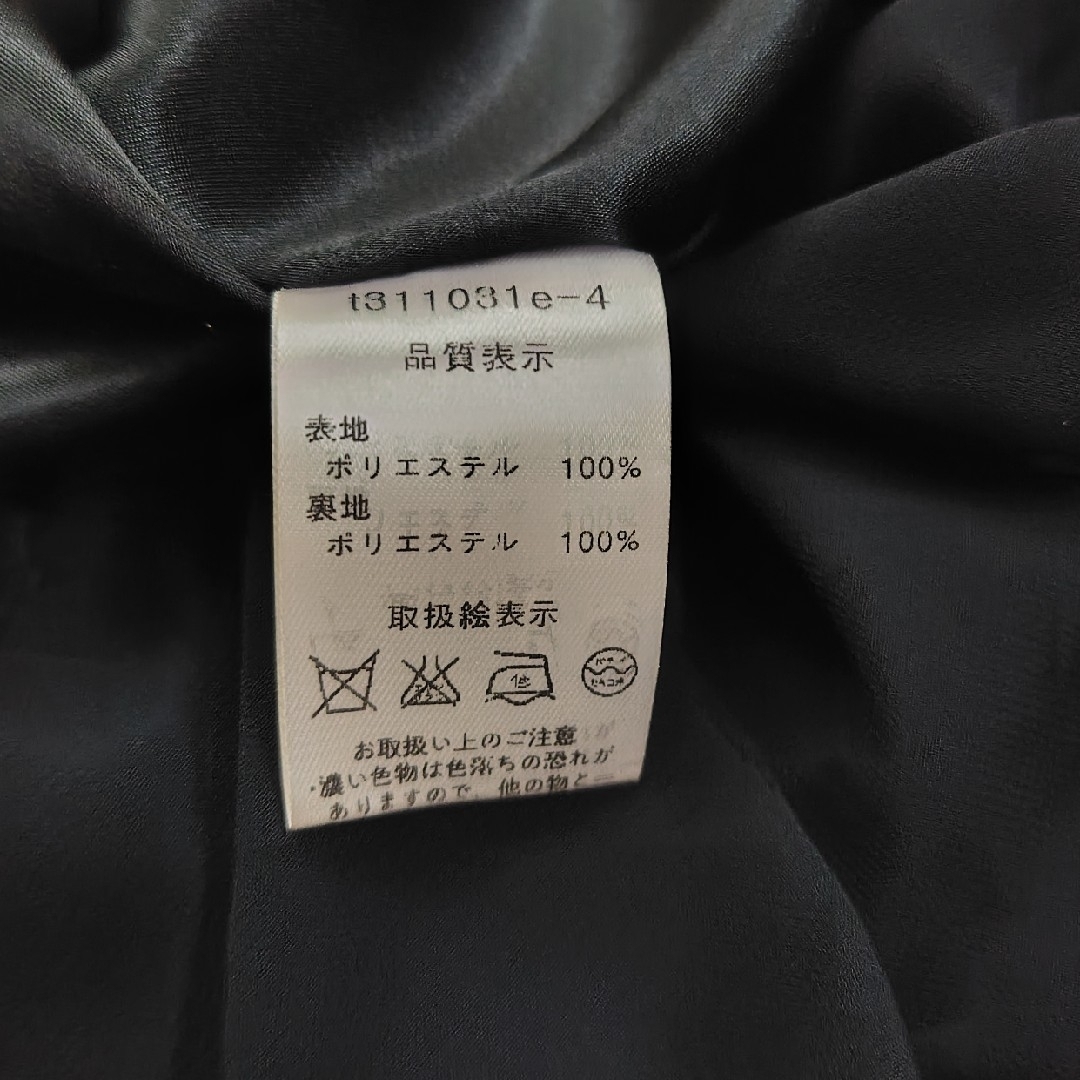 t311031e-4
品質表示
表地
ポリエステル 100%
裏地
ポリエステル 100%
取扱絵表示
お取扱い上のご注意
・濃い色物は色落ちの恐れが
ありますので、他の物と一